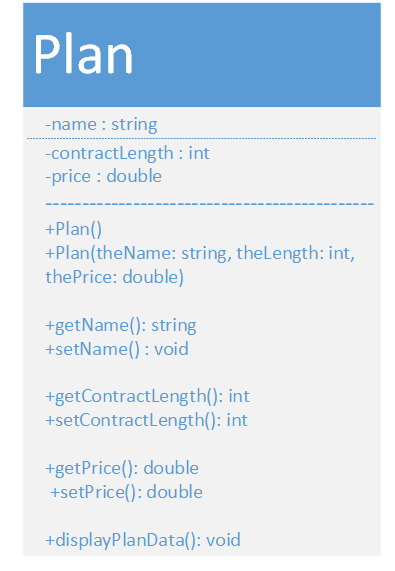 Plan
-name : string
-contractLength : int
-price : double
--------------------------------------------
+Plan()
+Plan(theName: string, theLength: int,
thePrice: double)
+getName(): string
+setName() : void
+getContractLength(): int
+setContractLength(): int
+getPrice(): double
+setPrice(): double
+displayPlanData(): void